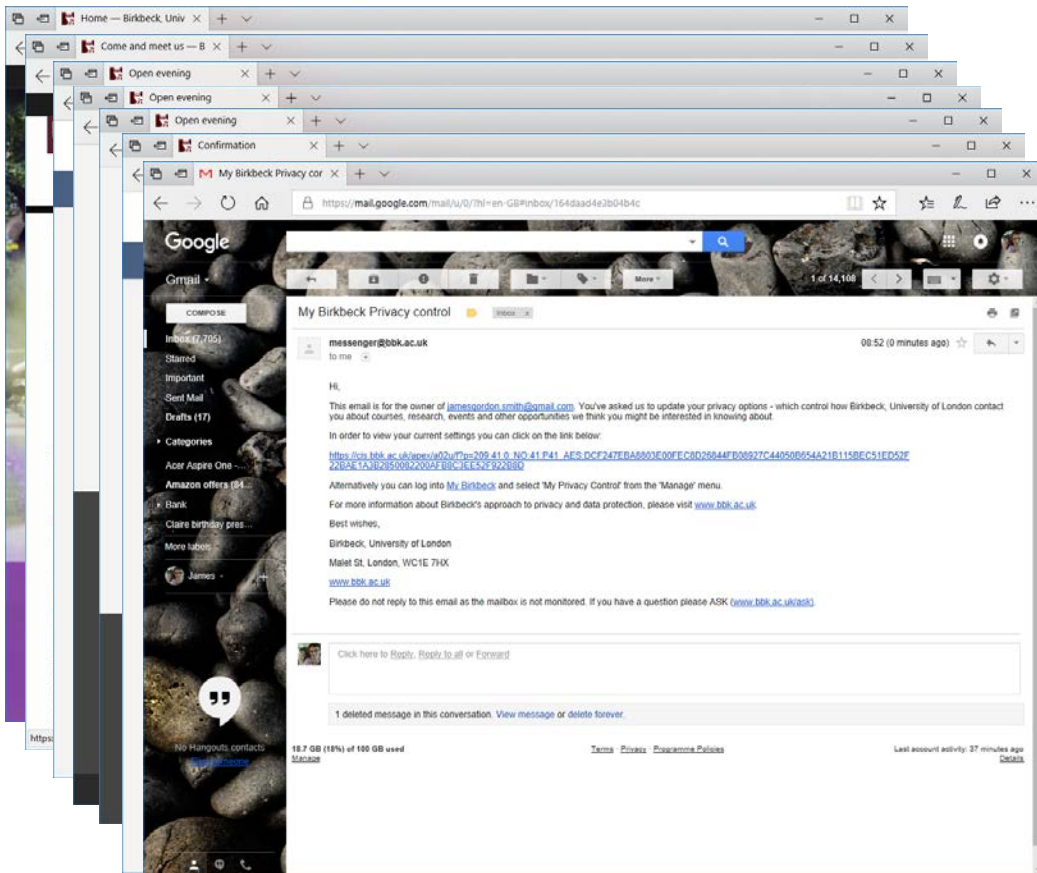 Home — Birkbeck, Univ
Come and meet us — B
Open evening
Open evening
Open evening
Confirmation
My Birkbeck Privacy cor
https://mail.google.com/mail/u/0/?hl=en-GB#inbox/164daad4e3b04b4c
Google
Gmail
More
1 of 14,108
COMPOSE
Inbox (7,705)
Starred
Important
Sent Mail
Drafts (17)
Categories
Acer Aspire One -...
Amazon offers (84...
Bank
Claire birthday pres...
More labels
James
My Birkbeck Privacy control
Inbox x
messenger@bbk.ac.uk
08:52 (0 minutes ago)
to me
Hi,
This email is for the owner of jamesgordon.smith@gmail.com. You've asked us to update your privacy options - which control how Birkbeck, University of London contact
you about courses, research, events and other opportunities we think you might be interested in knowing about.
In order to view your current settings you can click on the link below:
https://cis.bbk.ac.uk/apex/a02u/f?p=209:41:0::NO:41:P41_AES:DCF247EBA8803E00FEC8D26844FB08927C44050B654A21B115BEC51ED52F
22BAE1A3B2850082200AFB8C3EE52F922B8D
Alternatively you can log into My Birkbeck and select 'My Privacy Control' from the 'Manage' menu.
For more information about Birkbeck's approach to privacy and data protection, please visit www.bbk.ac.uk.
Best wishes,
Birkbeck, University of London
Malet St, London, WC1E 7HX
www.bbk.ac.uk
Please do not reply to this email as the mailbox is not monitored. If you have a question please ASK (www.bbk.ac.uk/ask).
Click here to Reply, Reply to all or Forward
1 deleted message in this conversation. View message or delete forever.
No Hangouts contacts
18.7 GB (18%) of 100 GB used
Manage
Terms - Privacy - Programme Policies
Last account activity: 37 minutes ago
Details
https: